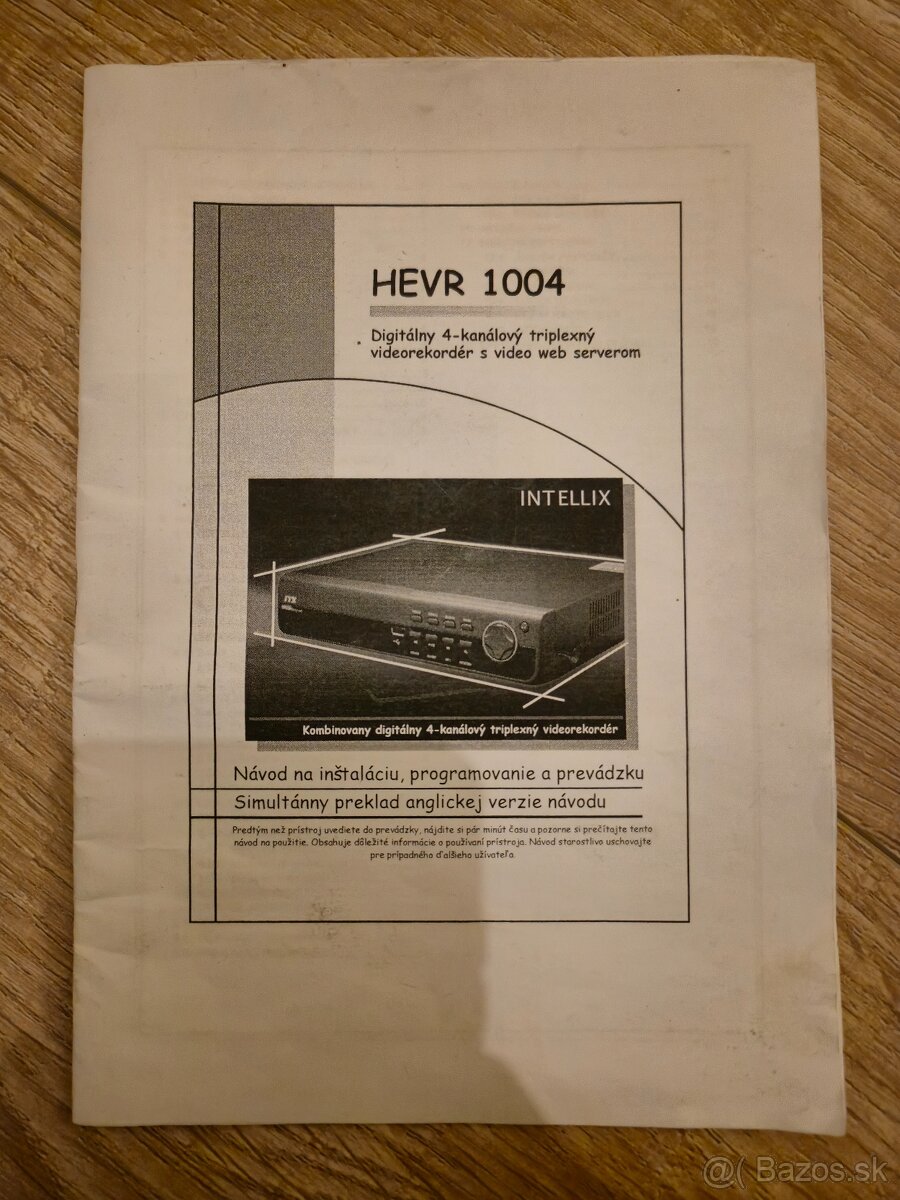 HEVR 1004
Digitálny 4-kanálový triplexný
videorekordér s video web serverom
INTELLIX
Kombinovany digitálny 4-kanálový triplexný videorekordér
Návod na inštaláciu, programovanie a prevádzku
Simultánny preklad anglickej verzie návodu
Predtým než prístroj uvediete do prevádzky, nájdite si pár minút času a pozorne si prečítajte tento
návod na použitie. Obsahuje dôležité informácie o používaní prístroja. Návod starostlivo uschovajte
pre prípadného ďalšieho užívateľa.
@( Bazos.sk